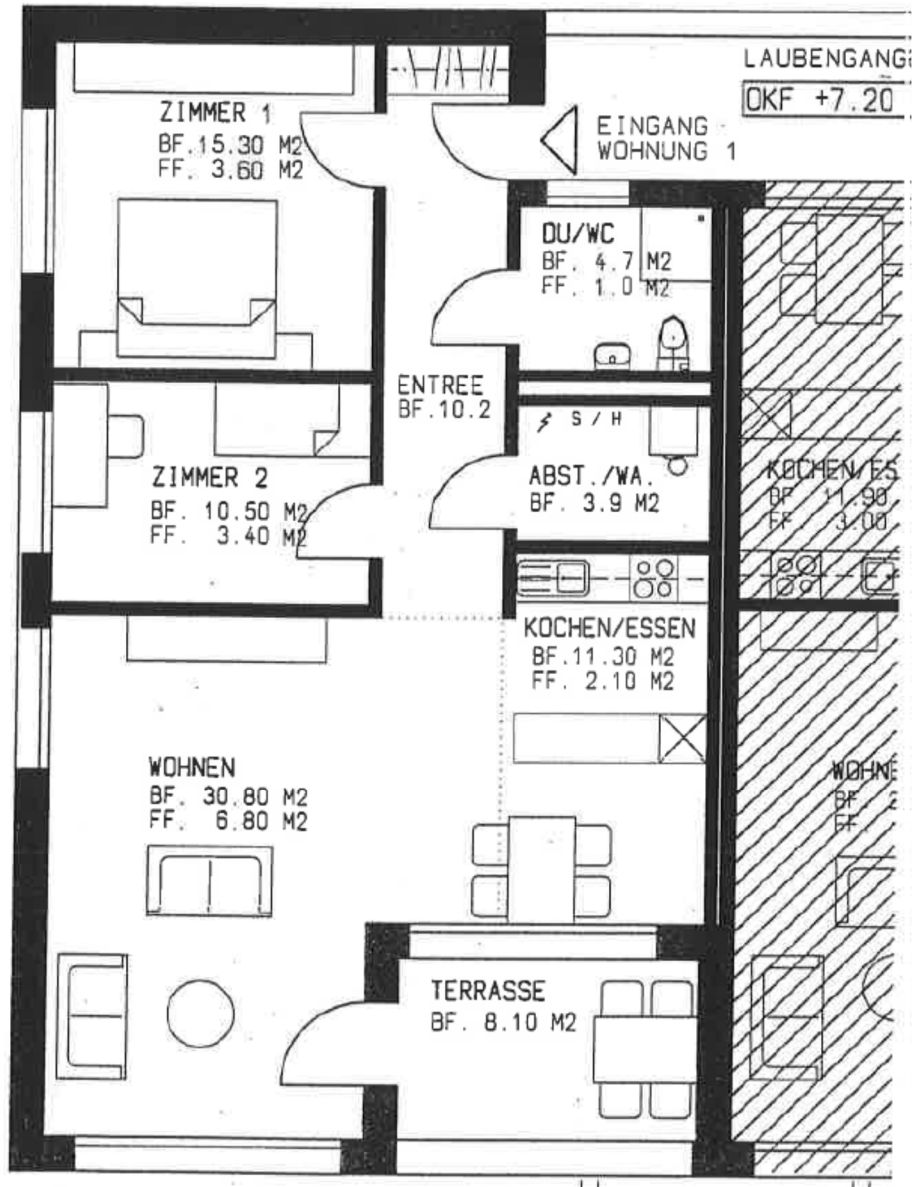 LAUBENGANG
OKF +7.20
EINGANG
WOHNUNG 1
ZIMMER 1
BF.15.30 M2
FF. 3.60 M2
DU/WC
BF. 4.7 M2
FF. 1.0 M2
ENTREE
BF.10.2
S / H
ABST./WA.
BF. 3.9 M2
ZIMMER 2
BF. 10.50 M2
FF. 3.40 M2
KOCHEN/ES
BF. 11.90
FF. 3.00
KOCHEN/ESSEN
BF.11.30 M2
FF. 2.10 M2
WOHNEN
BF. 30.80 M2
FF. 6.80 M2
WOHNE
BF.
FF.
TERRASSE
BF. 8.10 M2